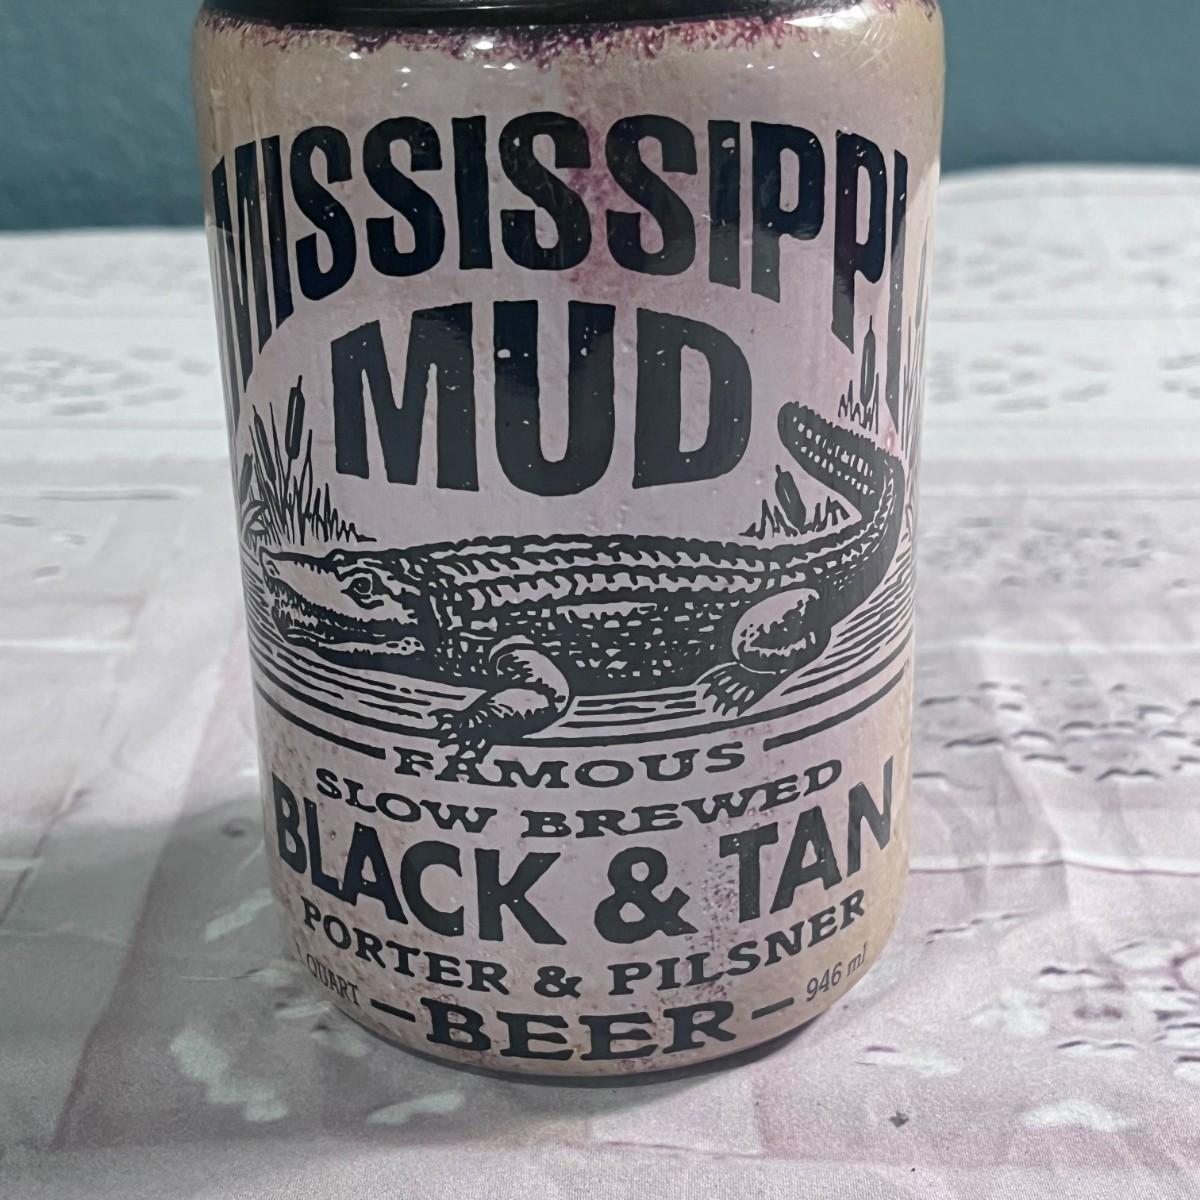 MISSISSIPPI
MUD
FAMOUS
SLOW BREWED
BLACK & TAN
PORTER & PILSNER
QUART 946 ml
BEER